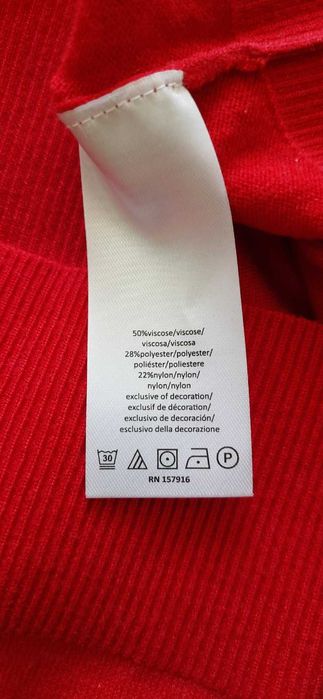 50%viscose/viscose/
viscosa/viscosa
28%polyester/polyester/
poliéster/poliestere
22%nylon/nylon/
nylon/nylon
exclusive of decoration/
exclusif de décoration/
exclusivo de decoración/
esclusivo della decorazione
30 P
RN 157916